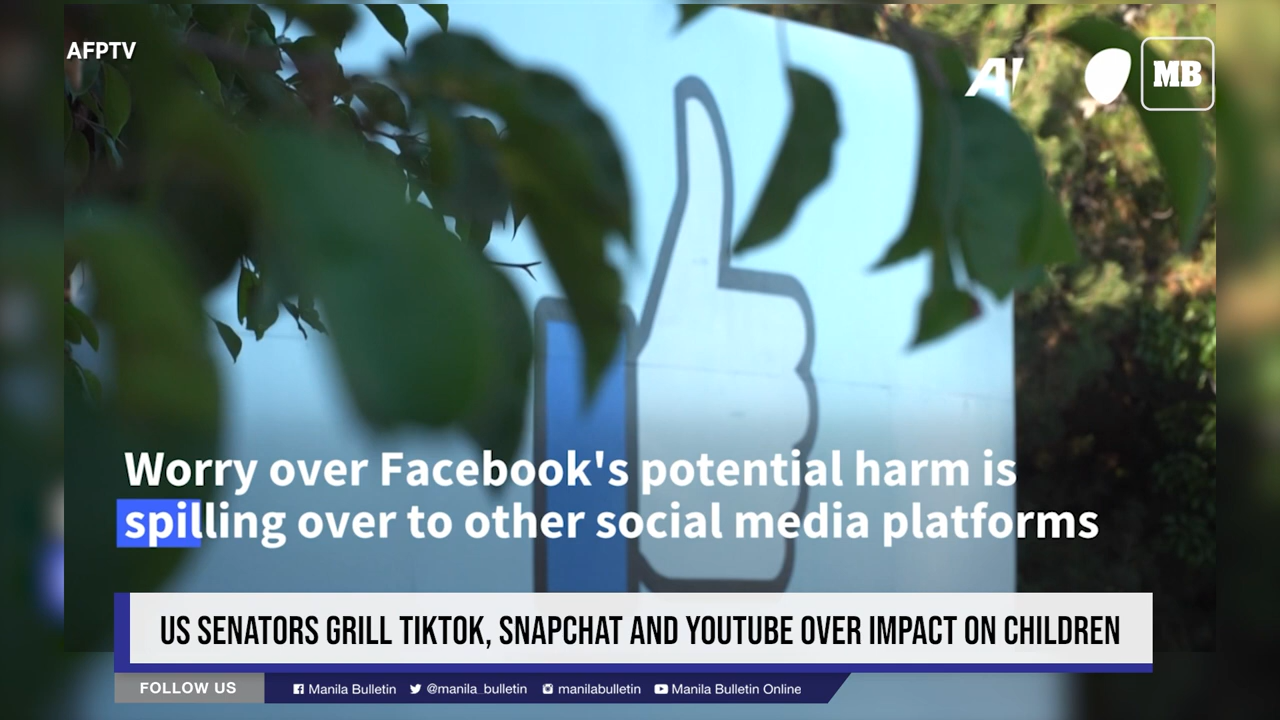 AFPTV
MB
Worry over Facebook's potential harm is
spilling over to other social media platforms
US SENATORS GRILL TIKTOK, SNAPCHAT AND YOUTUBE OVER IMPACT ON CHILDREN
FOLLOW US
Manila Bulletin @manila_bulletin manilabulletin Manila Bulletin Online